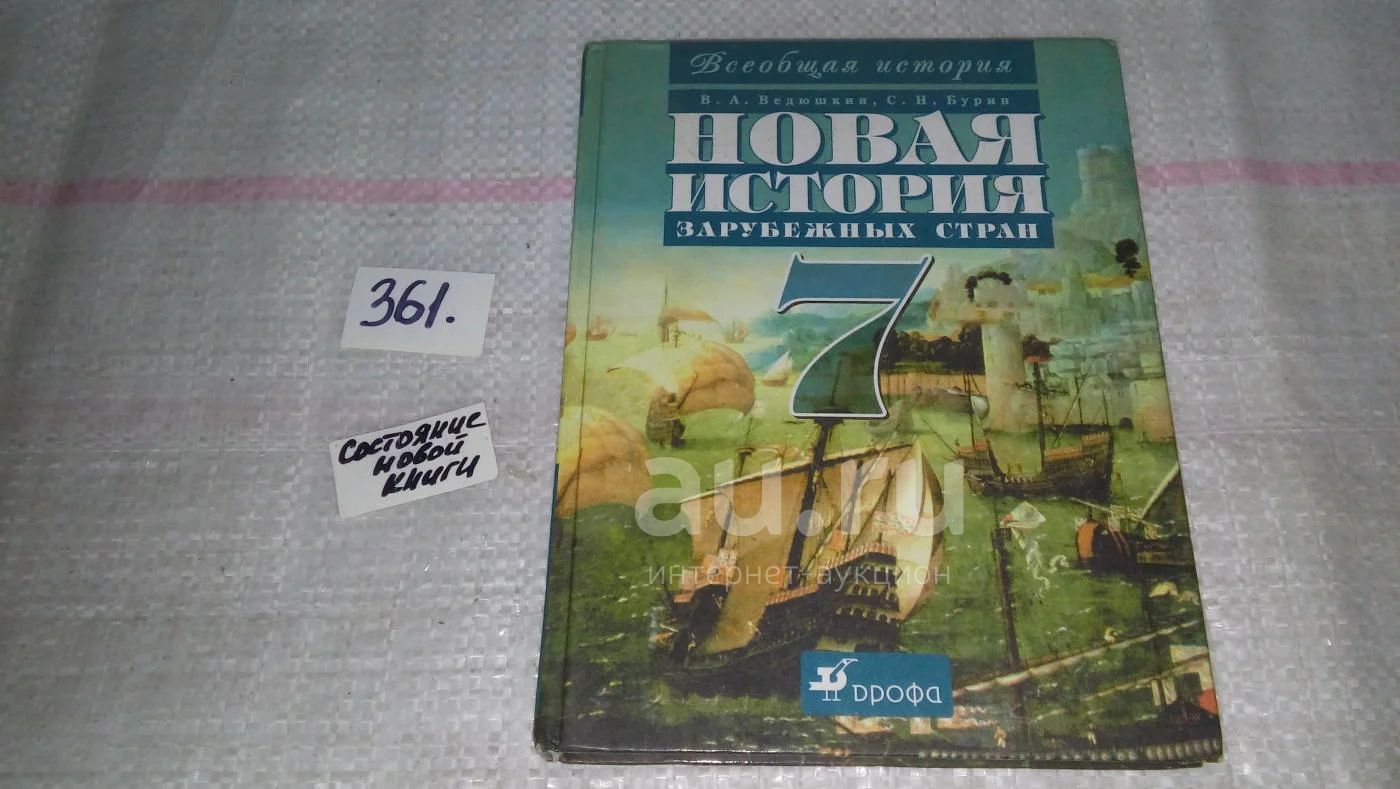 Всеобщая история
В. А. Ведюшкин, С. Н. Бурин
НОВАЯ
ИСТОРИЯ
ЗАРУБЕЖНЫХ СТРАН
7
361.
СОСТОЯНИЕ
НОВОЙ
КНИГИ
au.ru
интернет-аукцион
дрофа